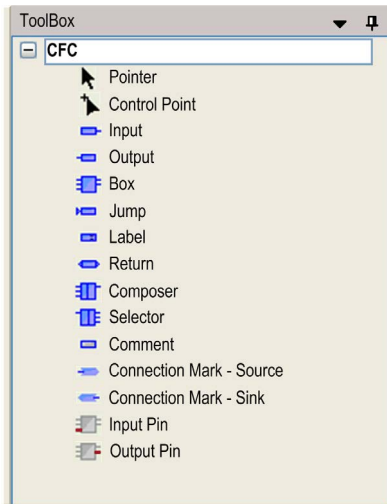 ToolBox
CFC
Pointer
Control Point
Input
Output
Box
Jump
Label
Return
Composer
Selector
Comment
Connection Mark - Source
Connection Mark - Sink
Input Pin
Output Pin